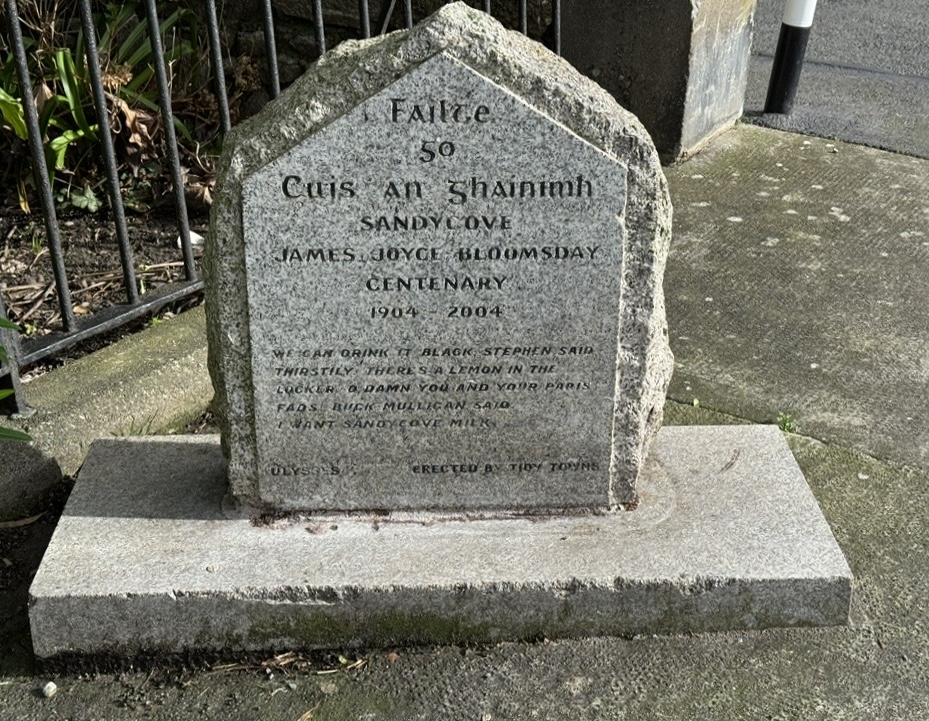 Failte
go
Cuis an ghainimh
SANDYCOVE
JAMES JOYCE BLOOMSDAY
CENTENARY
1904 - 2004
WE CAN DRINK IT BLACK, STEPHEN SAID
THIRSTILY. THERE'S A LEMON IN THE
LOCKER. O, DAMN YOU AND YOUR PARIS
FADS. BUCK MULLIGAN SAID.
I WANT SANDYCOVE MILK.
ULYSSES ERECTED BY TIDY TOWNS